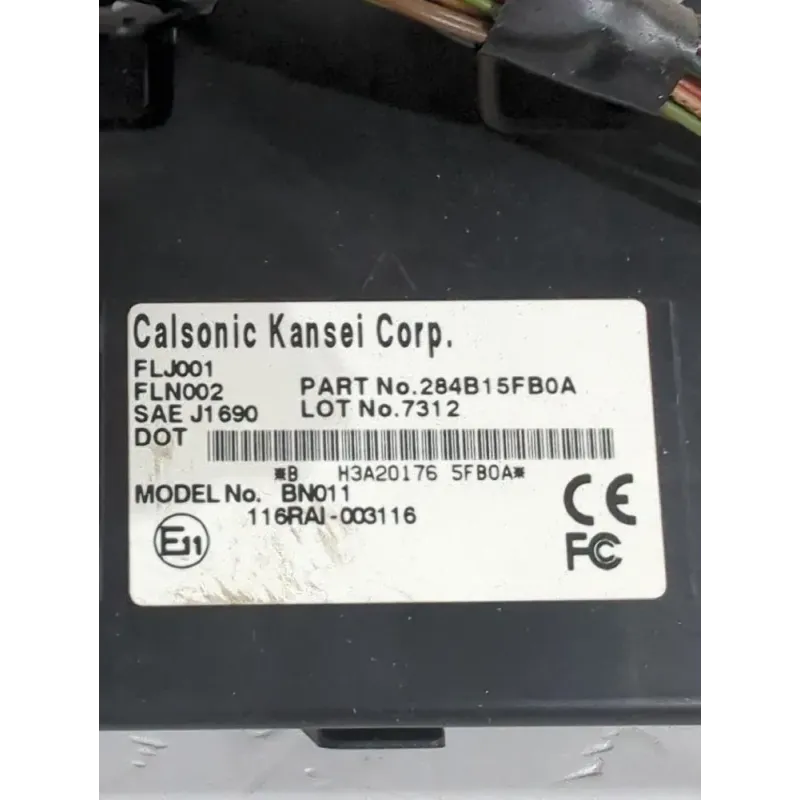 Calsonic Kansei Corp.
FLJ001
FLN002 PART No.284B15FB0A
SAE J1690 LOT No.7312
DOT
*B H3A20176 5FB0A*
MODEL No. BN011
116RAI-003116
E11
CE
FC